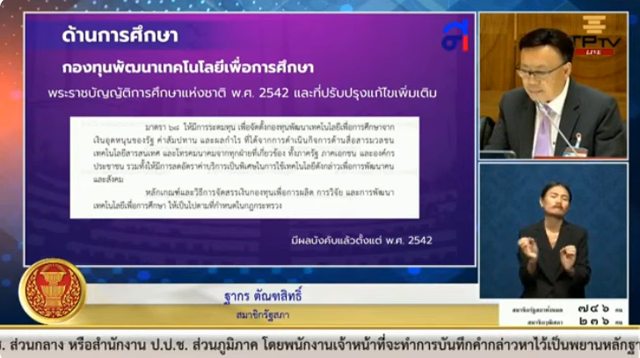 ด้านการศึกษา
กองทุนพัฒนาเทคโนโลยีเพื่อการศึกษา
พระราชบัญญัติการศึกษาแห่งชาติ พ.ศ. 2542 และที่ปรับปรุงแก้ไขเพิ่มเติม
มาตรา ๖๘ ให้มีการระดมทุน เพื่อจัดตั้งกองทุนพัฒนาเทคโนโลยีเพื่อการศึกษาจาก
เงินอุดหนุนของรัฐ ค่าสัมปทาน และผลกำไร ที่ได้จากการดำเนินกิจการด้านสื่อสารมวลชน
เทคโนโลยีสารสนเทศ และโทรคมนาคมจากทุกฝ่ายที่เกี่ยวข้อง ทั้งภาครัฐ ภาคเอกชน และองค์กร
ประชาชน รวมทั้งให้มีการลดอัตราค่าบริการเป็นพิเศษในการใช้เทคโนโลยีดังกล่าวเพื่อการพัฒนาคน
และสังคม
หลักเกณฑ์และวิธีการจัดสรรเงินกองทุนเพื่อการผลิต การวิจัย และการพัฒนา
เทคโนโลยีเพื่อการศึกษา ให้เป็นไปตามที่กำหนดในกฎกระทรวง
มีผลบังคับแล้วตั้งแต่ พ.ศ. 2542
TPTV
LIVE
ฐากร ตัณฑสิทธิ์
สมาชิกรัฐสภา
สมาชิกรัฐสภาทั้งหมด ๗๔๖ คน
๒๓๖ คน
ช. ส่วนกลาง หรือสำนักงาน ป.ป.ช. ส่วนภูมิภาค โดยพนักงานเจ้าหน้าที่จะทำการบันทึกคำกล่าวหาไว้เป็นพยานหลักฐา